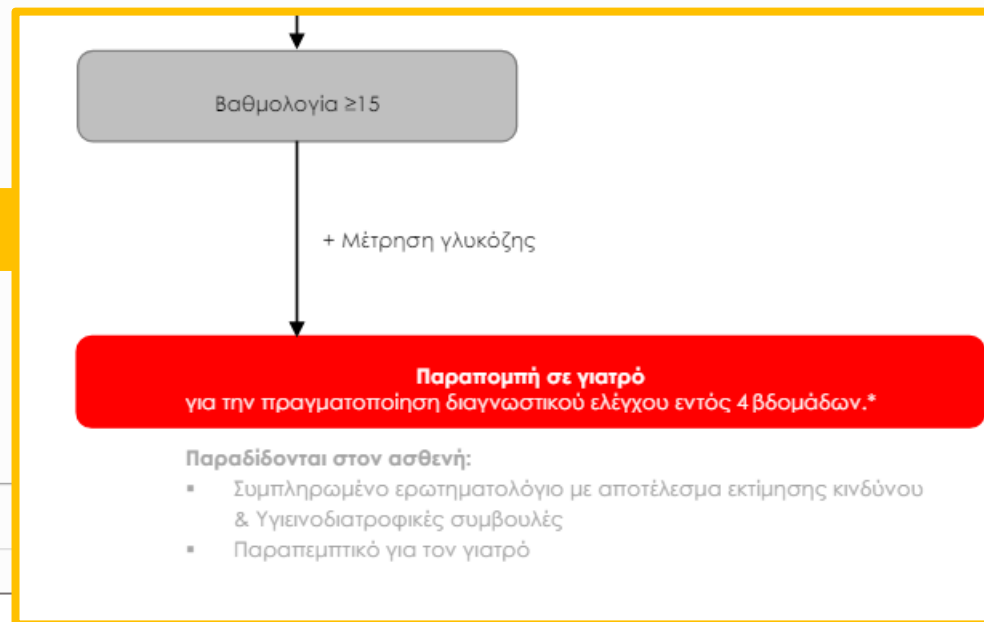 Βαθμολογία ≥15
+ Μέτρηση γλυκόζης
Παραπομπή σε γιατρό
για την πραγματοποίηση διαγνωστικού ελέγχου εντός 4 βδομάδων.*
Παραδίδονται στον ασθενή:
▪ Συμπληρωμένο ερωτηματολόγιο με αποτέλεσμα εκτίμησης κινδύνου
& Υγιεινοδιατροφικές συμβουλές
▪ Παραπεμπτικό για τον γιατρό